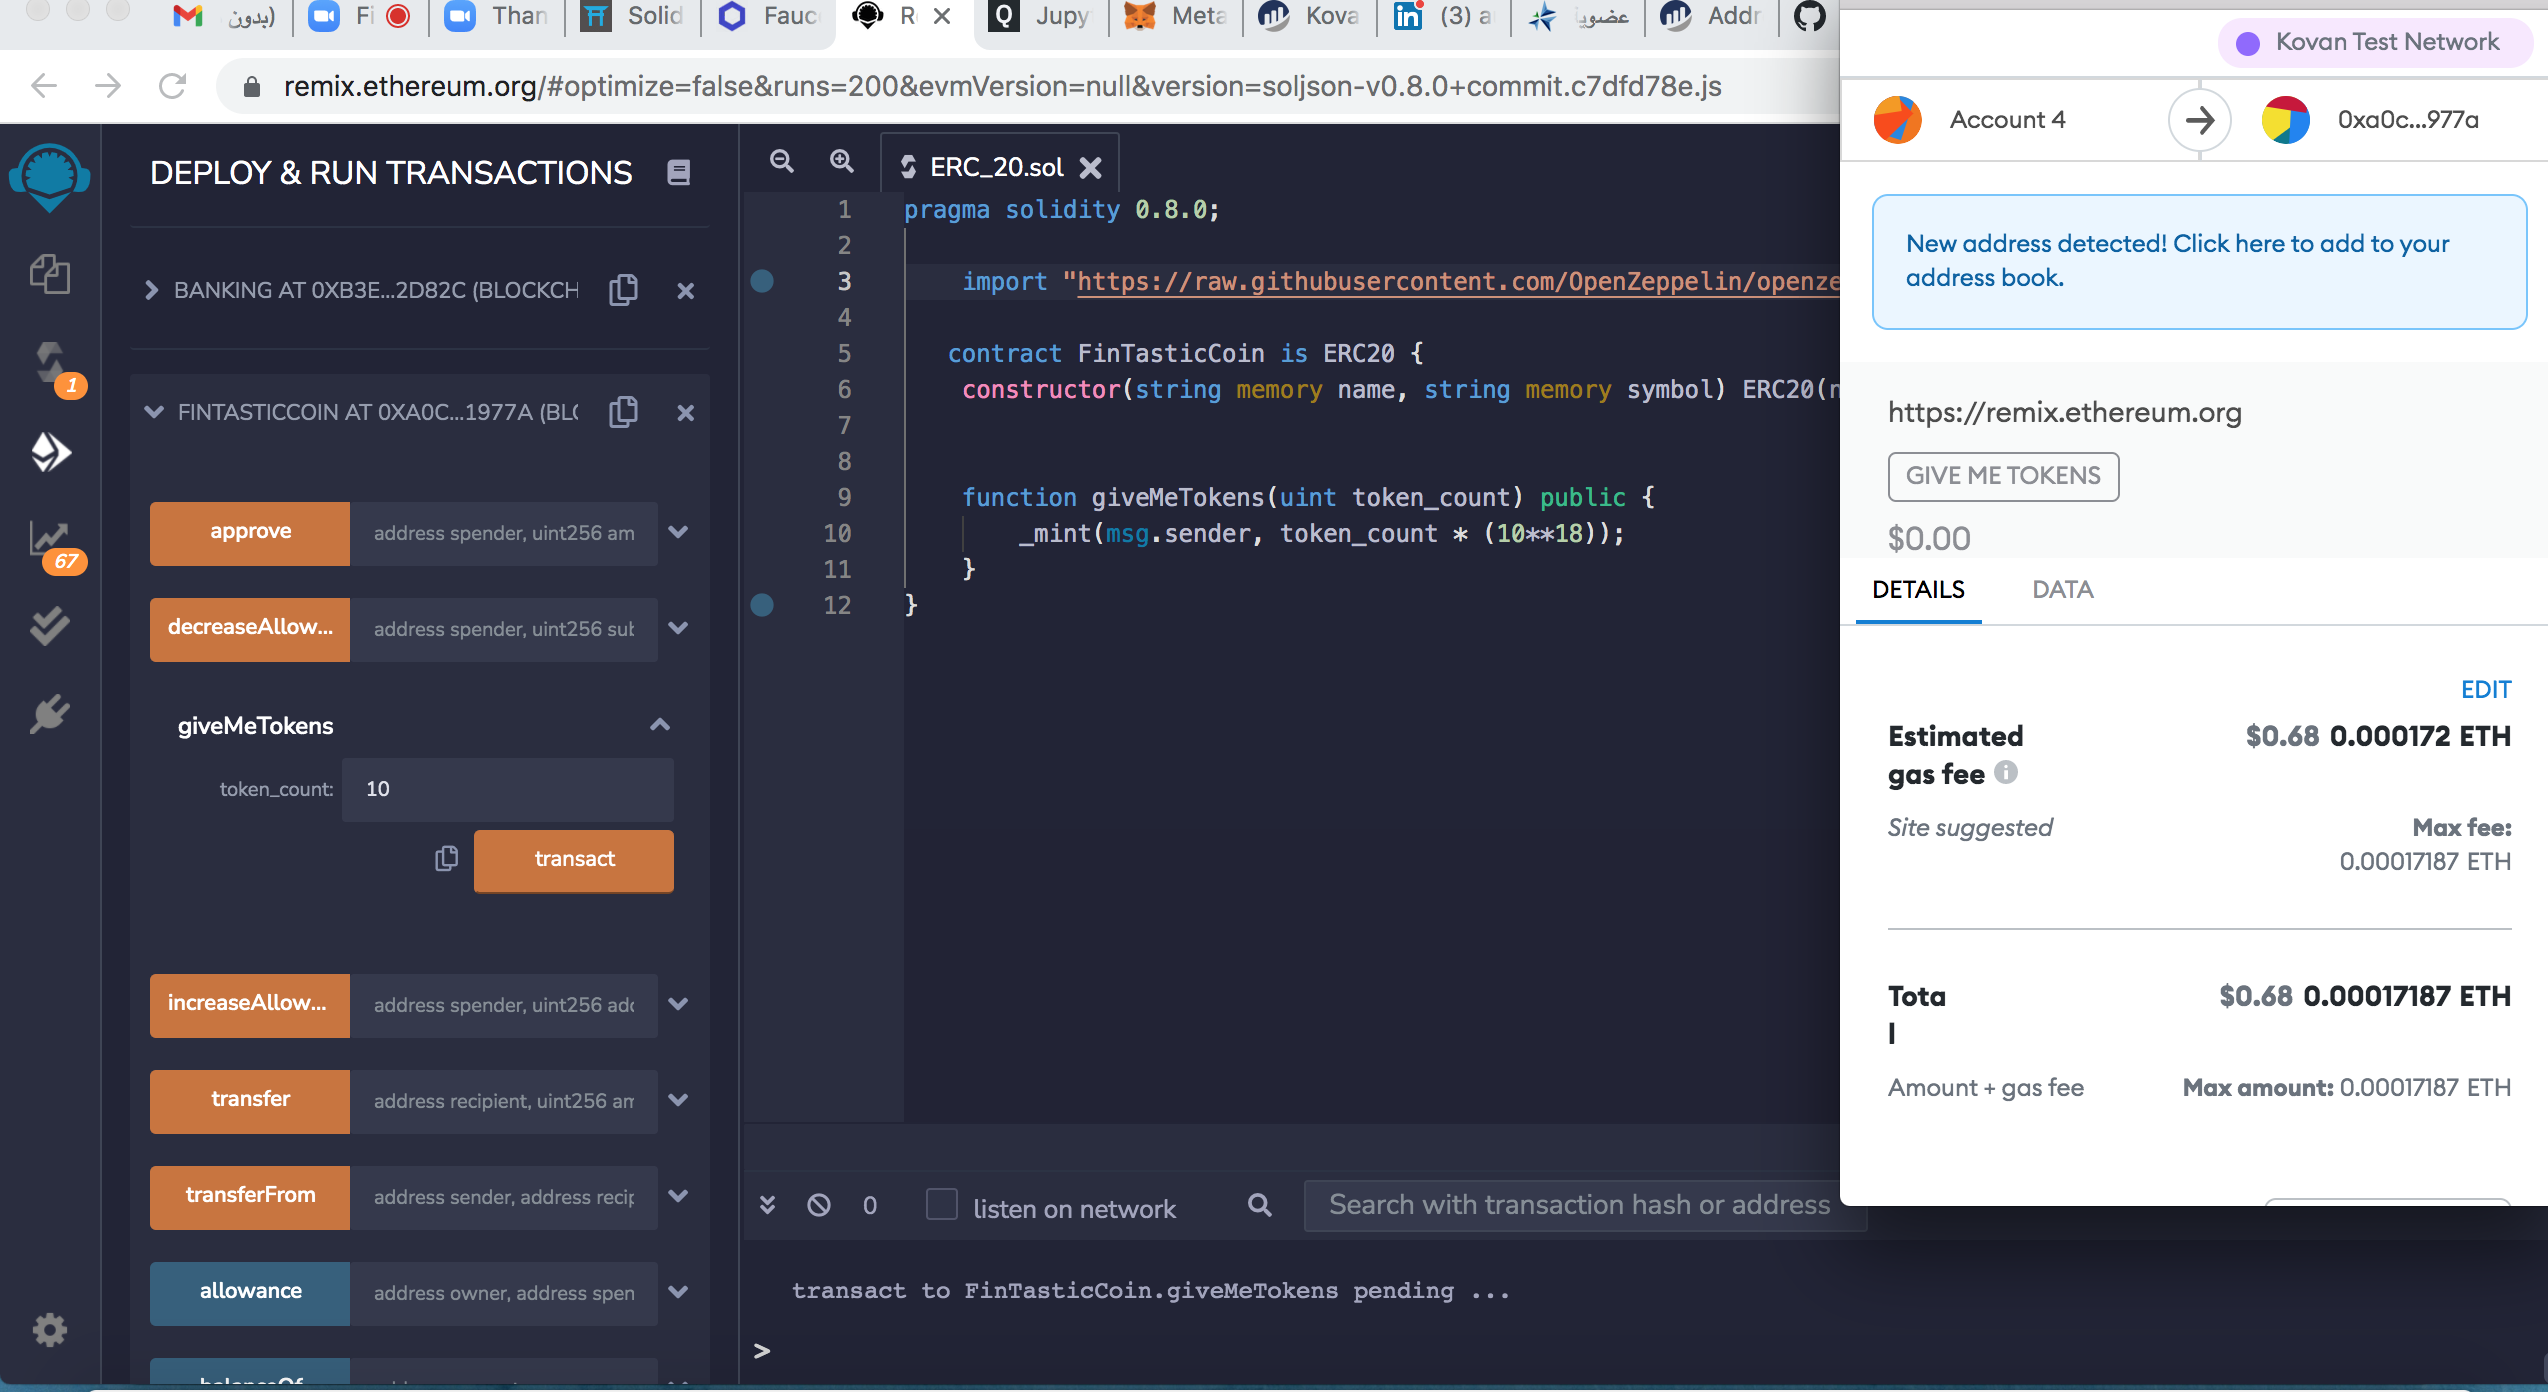 (بدون
Fi
Than
Solid
Fauc
R
Jupy
Meta
Kova
(3) a
عضويا
Addr
Kovan Test Network
remix.ethereum.org/#optimize=false&runs=200&evmVersion=null&version=soljson-v0.8.0+commit.c7dfd78e.js
Account 4
0xa0c...977a
DEPLOY & RUN TRANSACTIONS
BANKING AT 0XB3E...2D82C (BLOCKCH
FINTASTICCOIN AT 0XA0C...1977A (BLC
1
67
approve
address spender, uint256 am
decreaseAllow...
address spender, uint256 sub
giveMeTokens
token_count:
10
transact
increaseAllow...
address spender, uint256 add
transfer
address recipient, uint256 am
transferFrom
address sender, address recip
allowance
address owner, address spen
balanceOf
ERC_20.sol
1 pragma solidity 0.8.0;
2
3 import "https://raw.githubusercontent.com/OpenZeppelin/openze
4
5 contract FinTasticCoin is ERC20 {
6 constructor(string memory name, string memory symbol) ERC20(n
7
8
9 function giveMeTokens(uint token_count) public {
10 _mint(msg.sender, token_count * (10**18));
11 }
12 }
0
listen on network
Search with transaction hash or address
transact to FinTasticCoin.giveMeTokens pending ...
>
New address detected! Click here to add to your
address book.
https://remix.ethereum.org
GIVE ME TOKENS
$0.00
DETAILS
DATA
EDIT
Estimated
gas fee
$0.68 0.000172 ETH
Site suggested
Max fee:
0.00017187 ETH
Tota
l
$0.68 0.00017187 ETH
Amount + gas fee
Max amount: 0.00017187 ETH